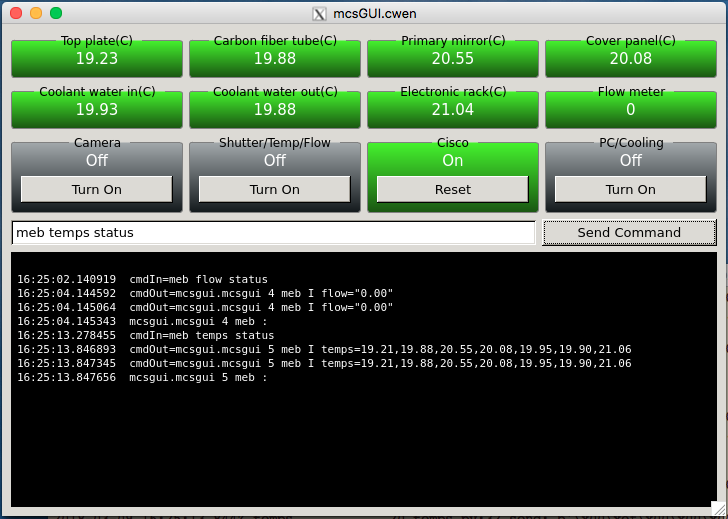 mcsGUI.cwen
Top plate(C) Carbon fiber tube(C) Primary mirror(C) Cover panel(C)
19.23 19.88 20.55 20.08
Coolant water in(C) Coolant water out(C) Electronic rack(C) Flow meter
19.93 19.88 21.04 0
Camera Shutter/Temp/Flow Cisco PC/Cooling
Off Off On Off
Turn On Turn On Reset Turn On
meb temps status Send Command
16:25:02.140919 cmdIn=meb flow status
16:25:04.144592 cmdOut=mcsgui.mcsgui 4 meb I flow="0.00"
16:25:04.145064 cmdOut=mcsgui.mcsgui 4 meb I flow="0.00"
16:25:04.145343 mcsgui.mcsgui 4 meb :
16:25:13.278455 cmdIn=meb temps status
16:25:13.846893 cmdOut=mcsgui.mcsgui 5 meb I temps=19.21,19.88,20.55,20.08,19.95,19.90,21.06
16:25:13.847345 cmdOut=mcsgui.mcsgui 5 meb I temps=19.21,19.88,20.55,20.08,19.95,19.90,21.06
16:25:13.847656 mcsgui.mcsgui 5 meb :